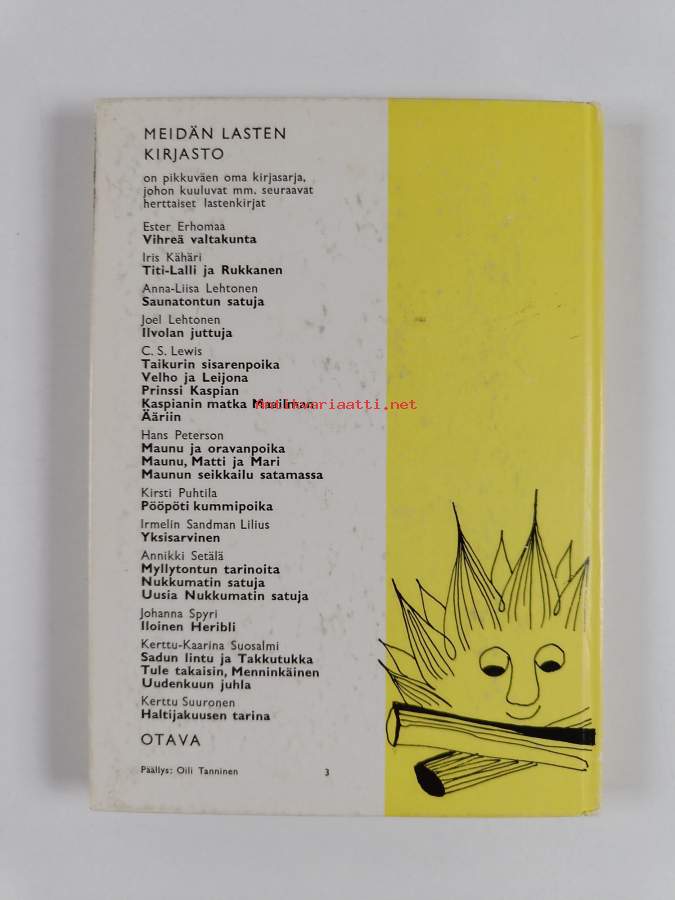 MEIDÄN LASTEN
KIRJASTO
on pikkuväen oma kirjasarja,
johon kuuluvat mm. seuraavat
herttaiset lastenkirjat
Ester Erhomaa
Vihreä valtakunta
Iris Kähäri
Titi-Lalli ja Rukkanen
Anna-Liisa Lehtonen
Saunatontun satuja
Joël Lehtonen
Ilvolan juttuja
C. S. Lewis
Taikurin sisarenpoika
Velho ja Leijona
Prinssi Kaspian
Kaspianin matka Maailman
Ääriin
Antikvariaatti.net
Hans Peterson
Maunu ja oravanpoika
Maunu, Matti ja Mari
Maunun seikkailu satamassa
Kirsti Puhtila
Pööpöti kummipoika
Irmelin Sandman Lilius
Yksisarvinen
Annikki Setälä
Myllytontun tarinoita
Nukkumatin satuja
Uusia Nukkumatin satuja
Johanna Spyri
Iloinen Heribli
Kerttu-Kaarina Suosalmi
Sadun lintu ja Takkutukka
Tule takaisin, Menninkäinen
Uudenkuun juhla
Kerttu Suuronen
Haltijakuusen tarina
OTAVA
Päällys: Oili Tanninen 3